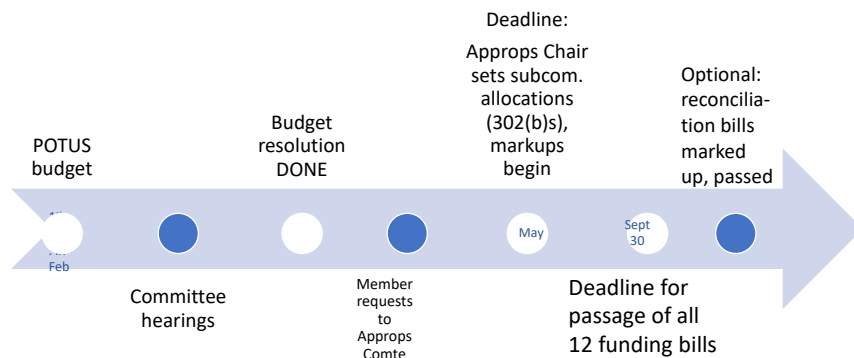 POTUS
budget
Feb
Committee
hearings
Budget
resolution
DONE
Member
requests
to
Approps
Comte
Deadline:
Approps Chair
sets subcom.
allocations
(302(b)s),
markups
begin
May
Sept
30
Deadline for
passage of all
12 funding bills
Optional:
reconcilia-
tion bills
marked
up, passed